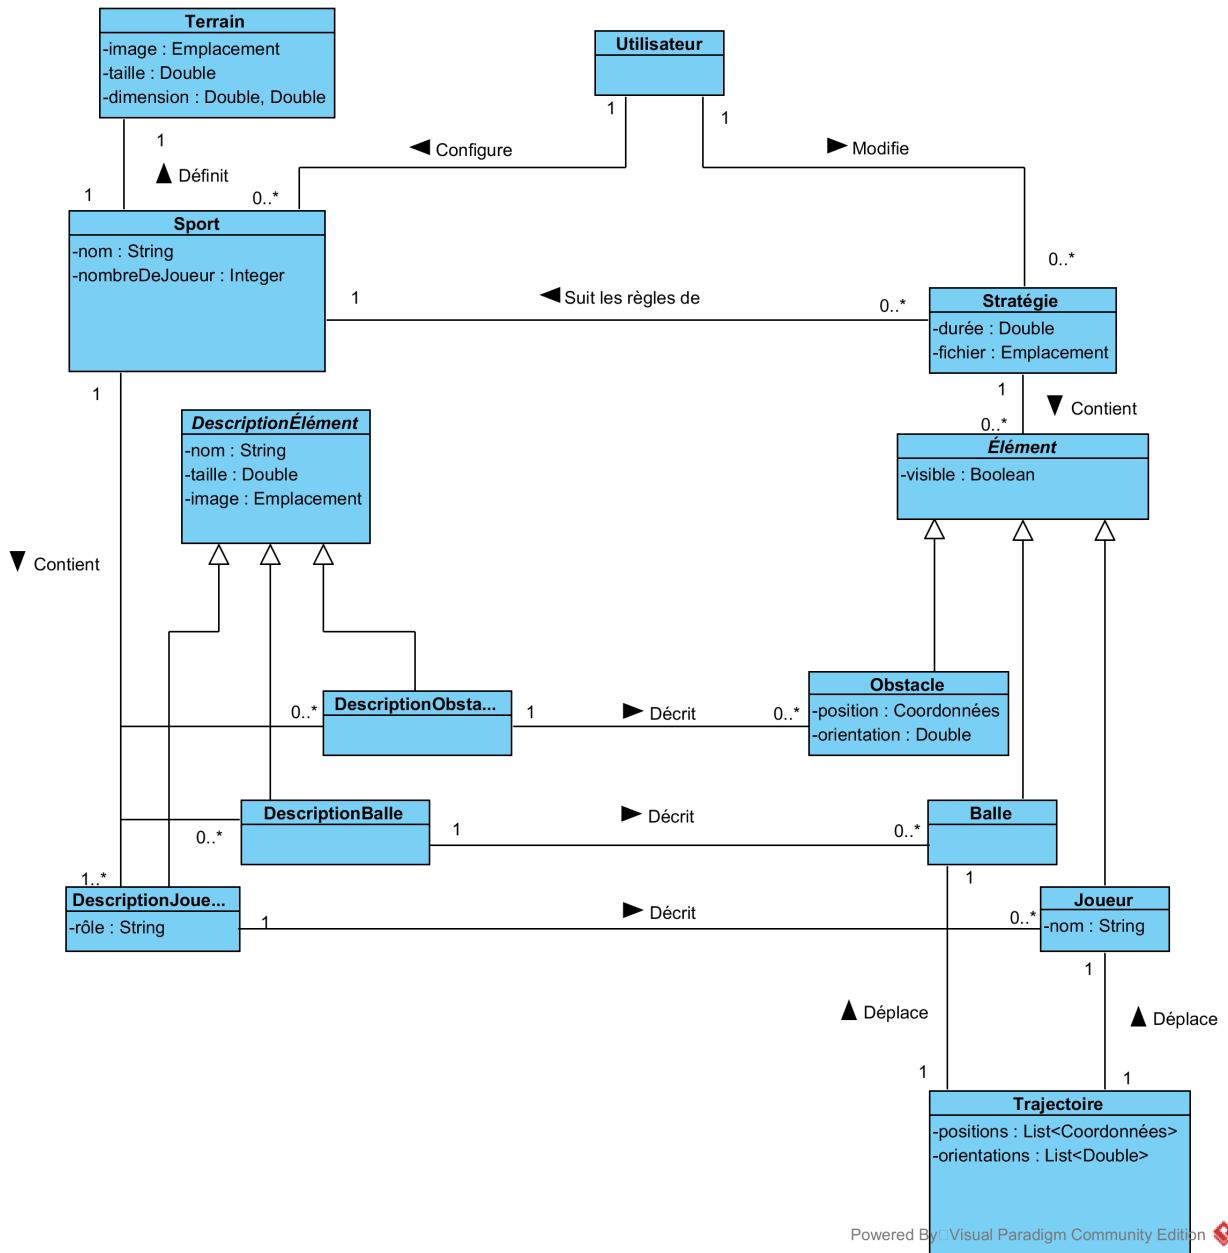 Terrain
-image : Emplacement
-taille : Double
-dimension : Double, Double
Utilisateur
1
1
1
Configure
Modifie
Définit
1
0..*
Sport
-nom : String
-nombreDeJoueur : Integer
0..*
1
Suit les règles de
0..*
Stratégie
-durée : Double
-fichier : Emplacement
1
1
Contient
0..*
DescriptionÉlément
-nom : String
-taille : Double
-image : Emplacement
Élément
-visible : Boolean
Contient
0..*
DescriptionObsta...
1
Décrit
0..*
Obstacle
-position : Coordonnées
-orientation : Double
DescriptionBalle
0..*
1
Décrit
0..*
Balle
1..*
DescriptionJoue...
-rôle : String
1
Décrit
0..*
1
Joueur
-nom : String
1
Déplace
Déplace
1
1
Trajectoire
-positions : List<Coordonnées>
-orientations : List<Double>
Powered By Visual Paradigm Community Edition